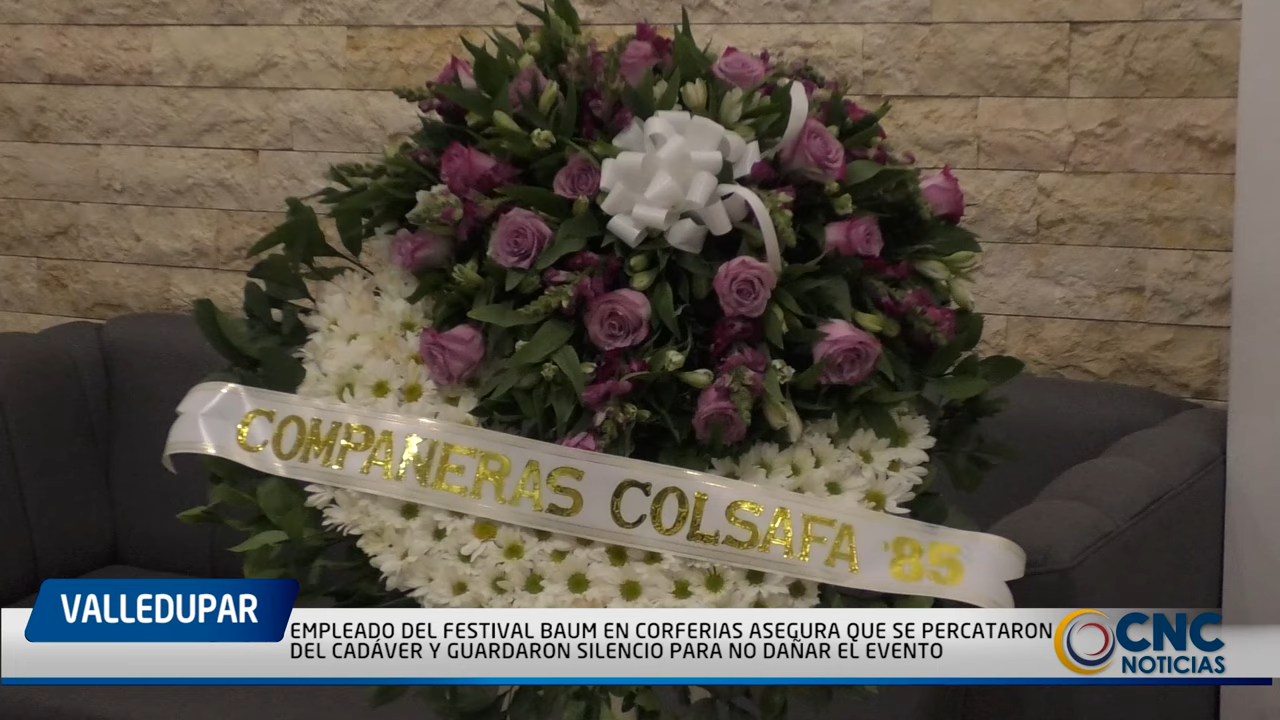 COMPAÑERAS COLSAFA '85
VALLEDUPAR
EMPLEADO DEL FESTIVAL BAUM EN CORFERIAS ASEGURA QUE SE PERCATARON
DEL CADÁVER Y GUARDARON SILENCIO PARA NO DAÑAR EL EVENTO
CNC
NOTICIAS